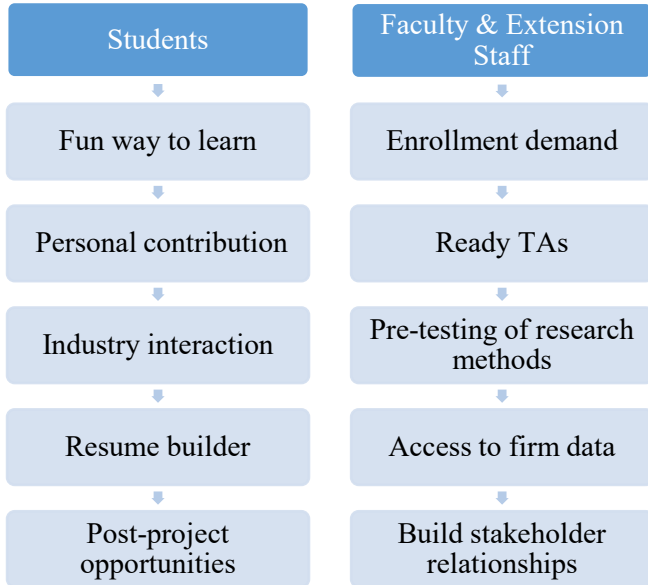 Students
Fun way to learn
Personal contribution
Industry interaction
Resume builder
Post-project
opportunities
Faculty & Extension
Staff
Enrollment demand
Ready TAs
Pre-testing of research
methods
Access to firm data
Build stakeholder
relationships